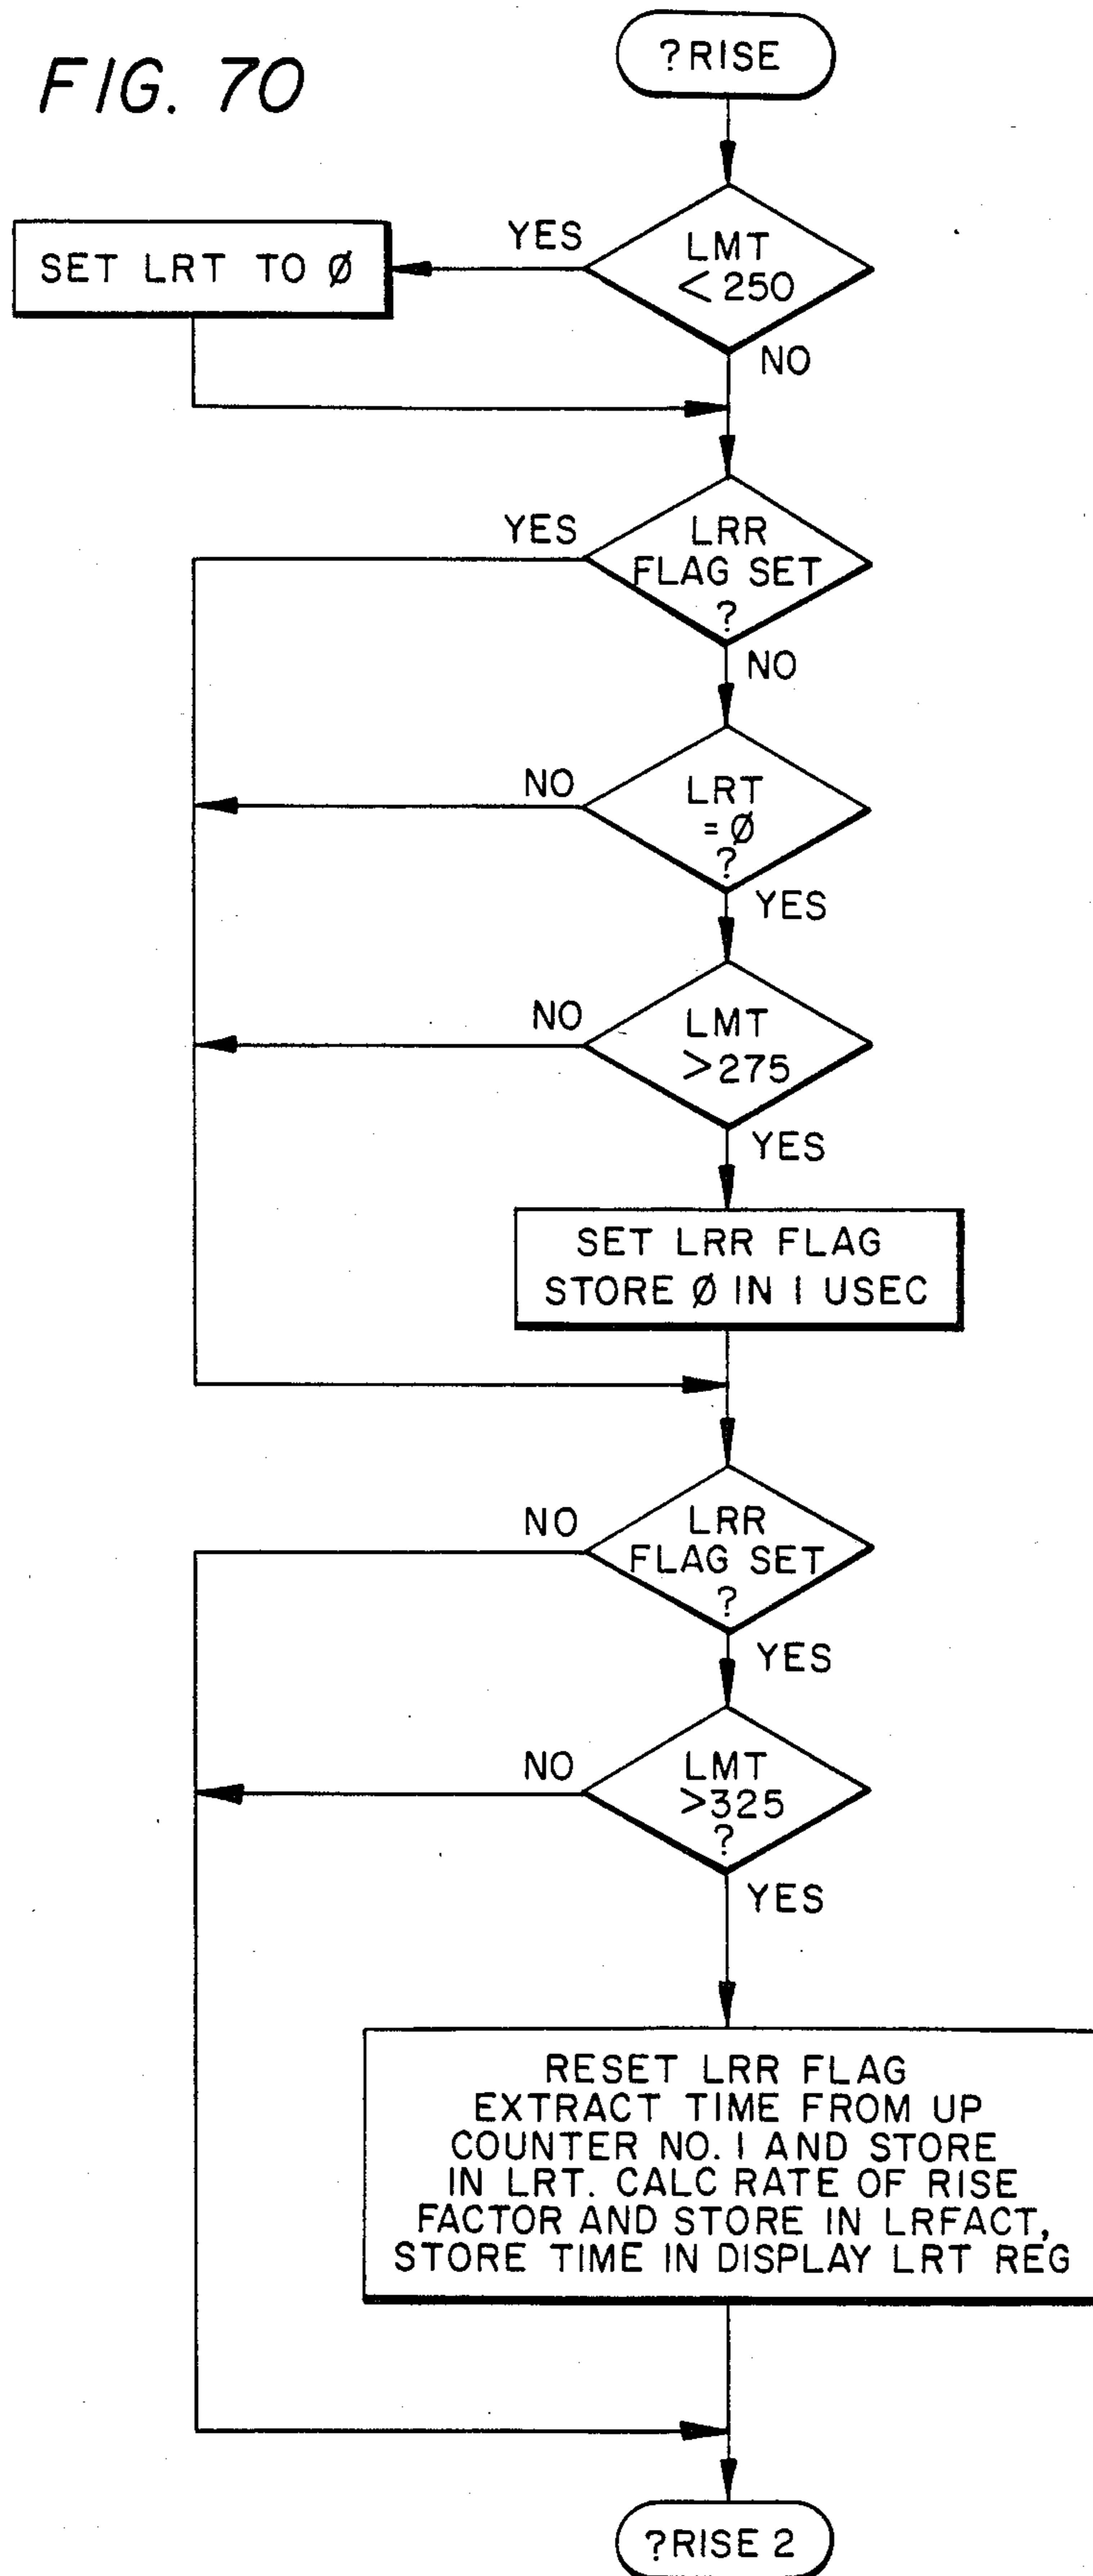 FIG. 70
?RISE
LMT
<250
YES
NO
SET LRT TO Ø
LRR
FLAG SET
?
YES
NO
LRT
=Ø
?
NO
YES
LMT
>275
NO
YES
SET LRR FLAG
STORE Ø IN 1 USEC
LRR
FLAG SET
?
NO
YES
LMT
>325
?
NO
YES
RESET LRR FLAG
EXTRACT TIME FROM UP
COUNTER NO. 1 AND STORE
IN LRT. CALC RATE OF RISE
FACTOR AND STORE IN LRFACT,
STORE TIME IN DISPLAY LRT REG
?RISE 2